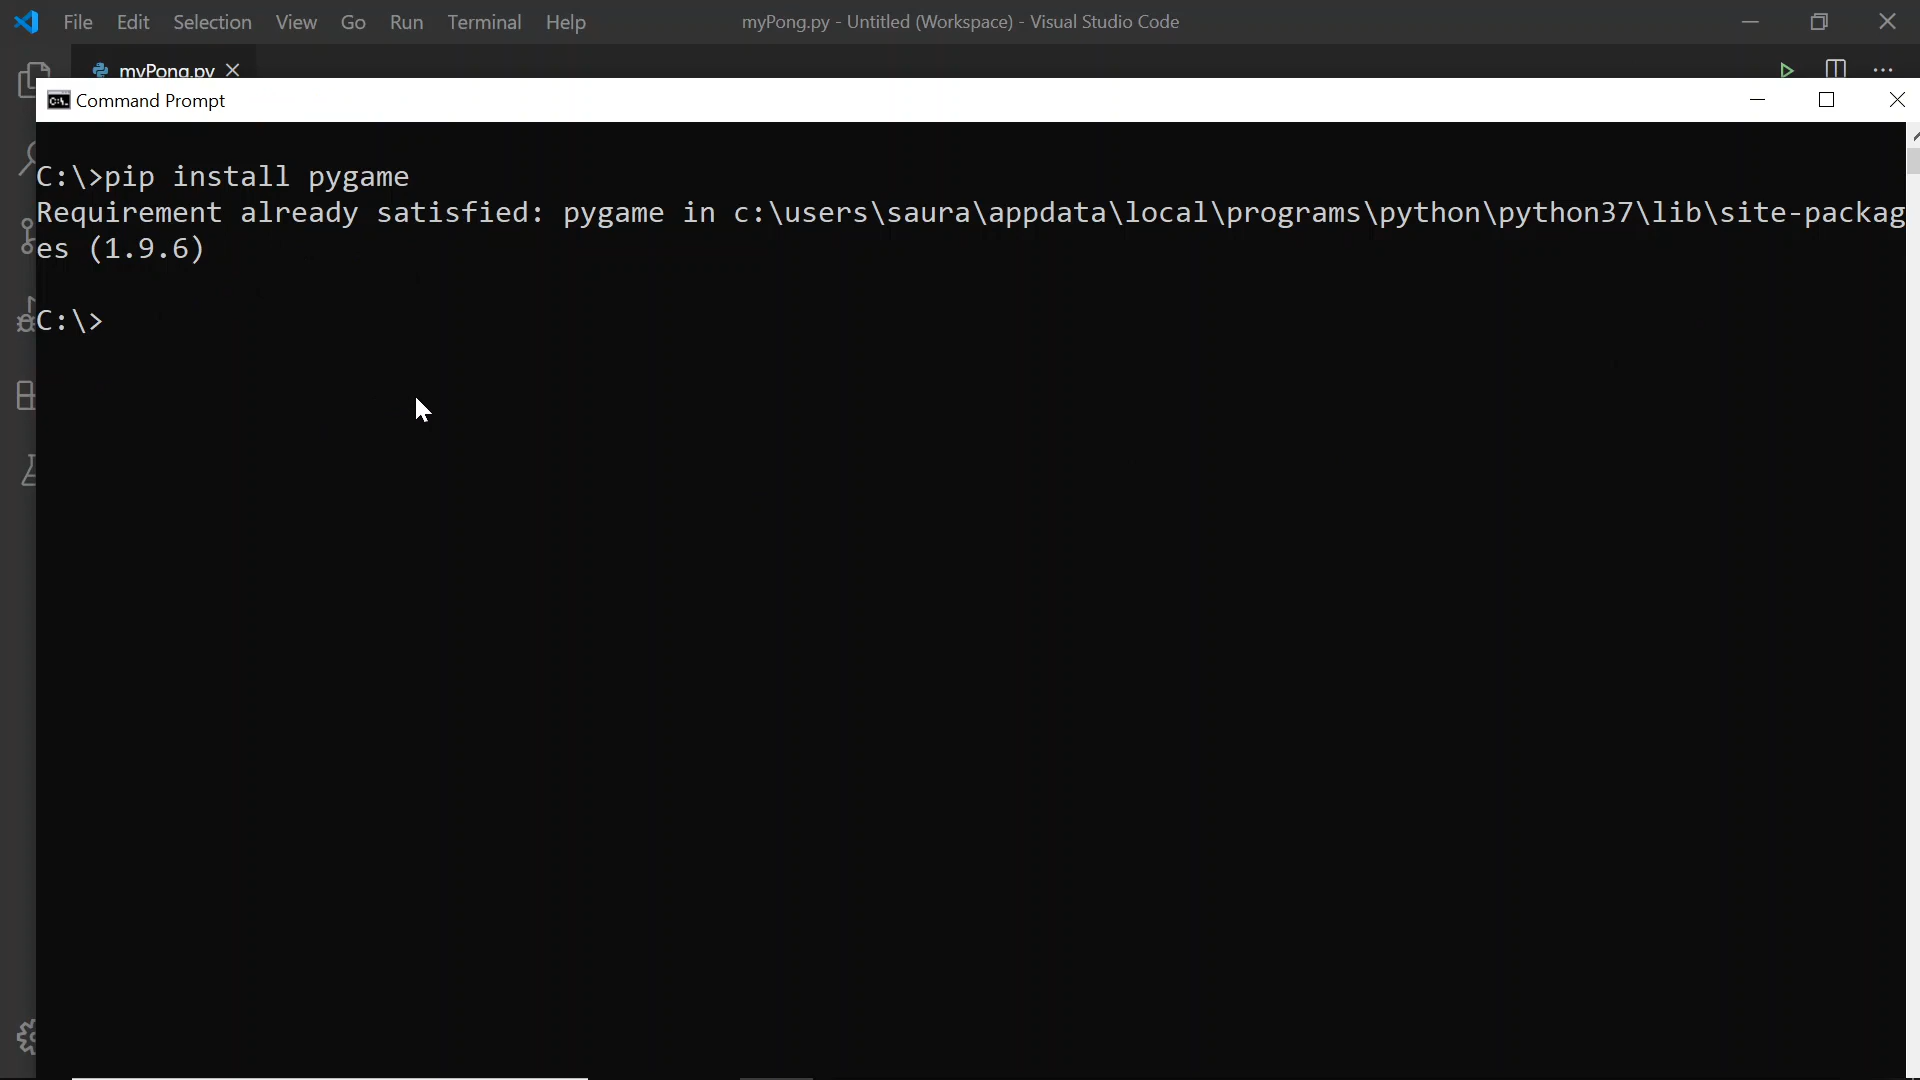 File Edit Selection View Go Run Terminal Help myPong.py - Untitled (Workspace) - Visual Studio Code
myPong.py
Command Prompt
C:\>pip install pygame
Requirement already satisfied: pygame in c:\users\saura\appdata\local\programs\python\python37\lib\site-packag
es (1.9.6)
C:\>